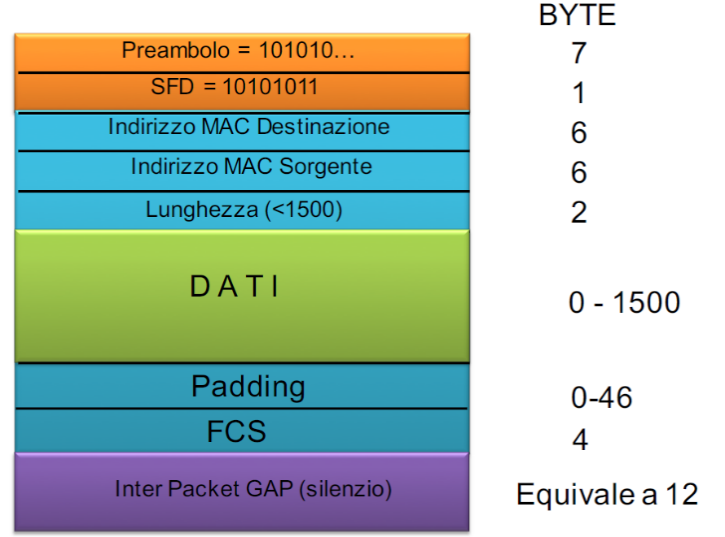 BYTE
Preambolo = 101010… 7
SFD = 10101011 1
Indirizzo MAC Destinazione 6
Indirizzo MAC Sorgente 6
Lunghezza (<1500) 2
D A T I 0 - 1500
Padding 0-46
FCS 4
Inter Packet GAP (silenzio) Equivale a 12